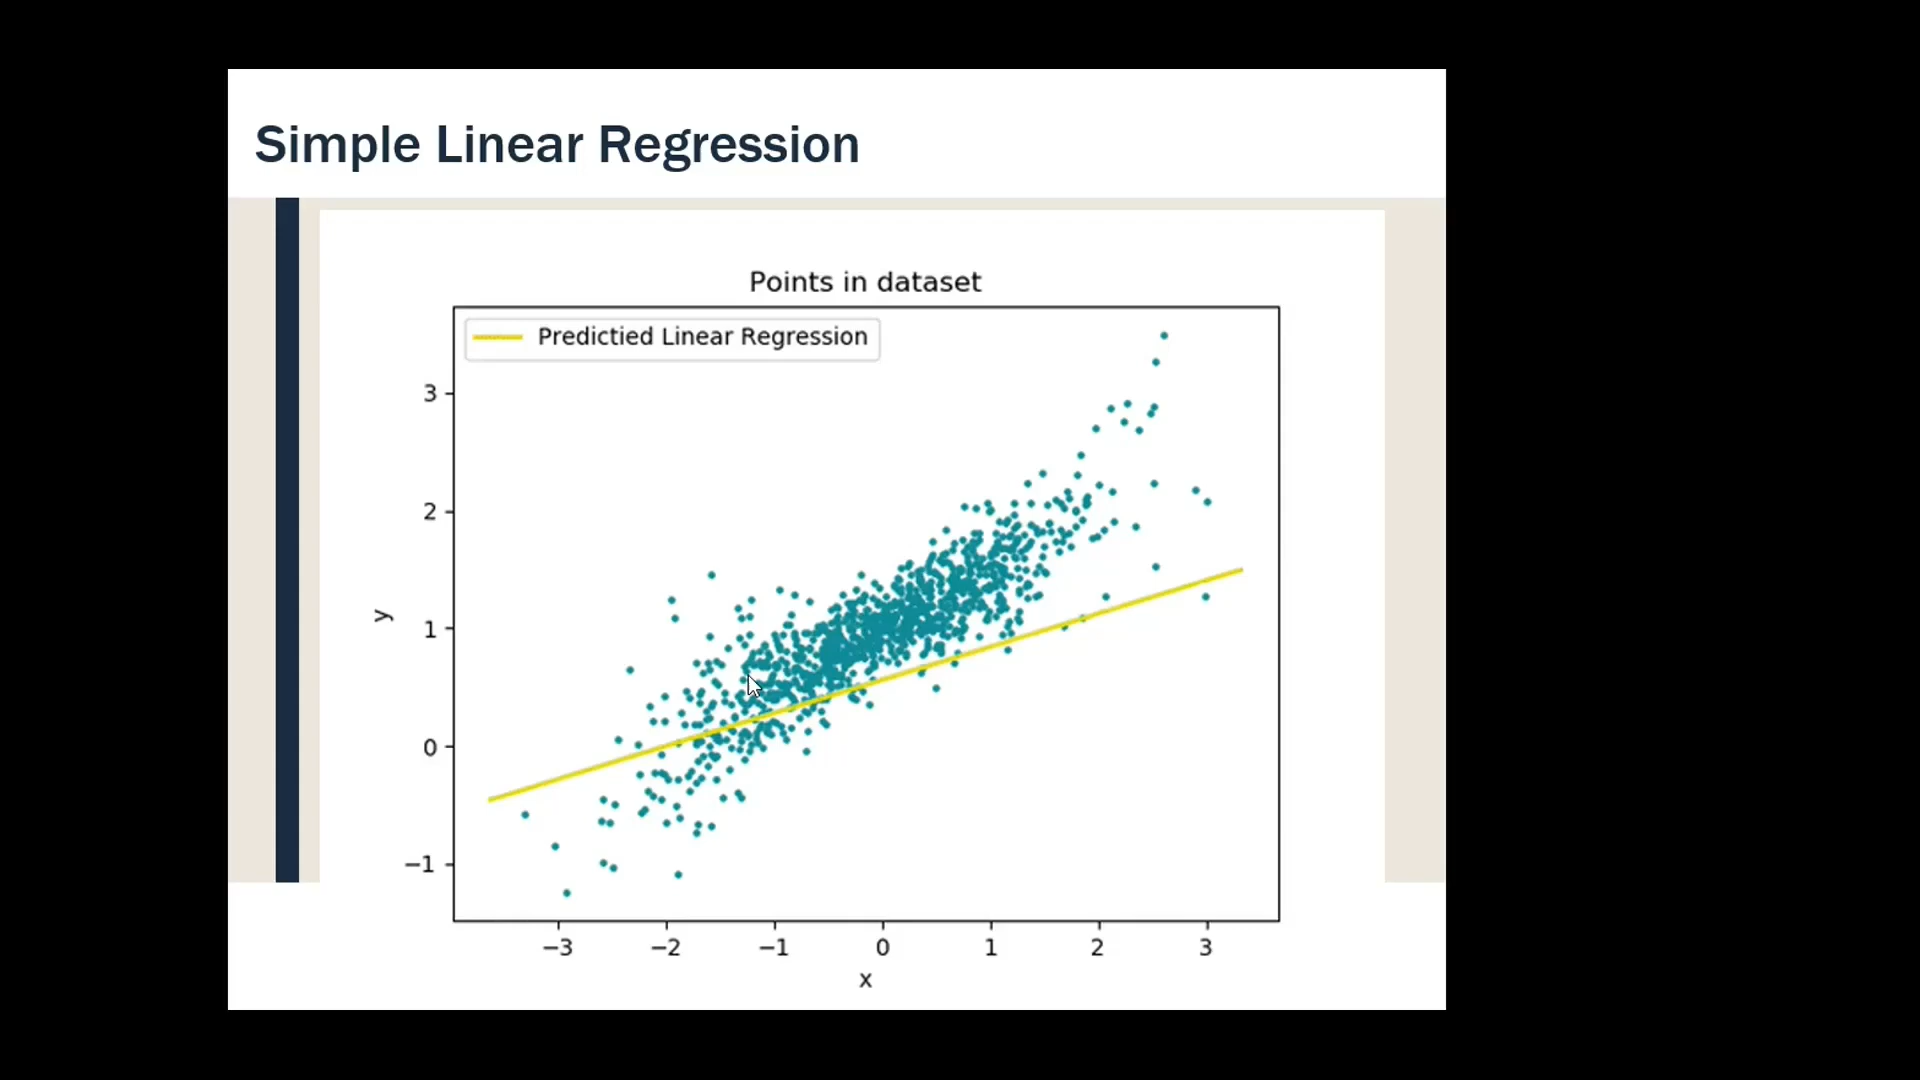 Simple Linear Regression
Points in dataset
Predictied Linear Regression
3
2
1
0
−1
y
−3 −2 −1 0 1 2 3
x